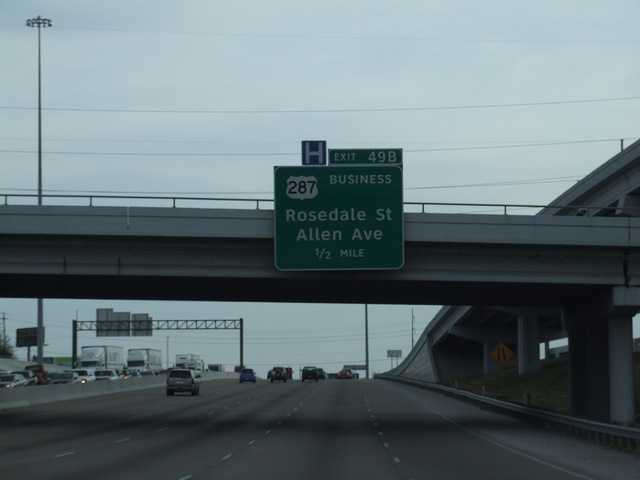 H
EXIT 49B
287 BUSINESS
Rosedale St
Allen Ave
1/2 MILE